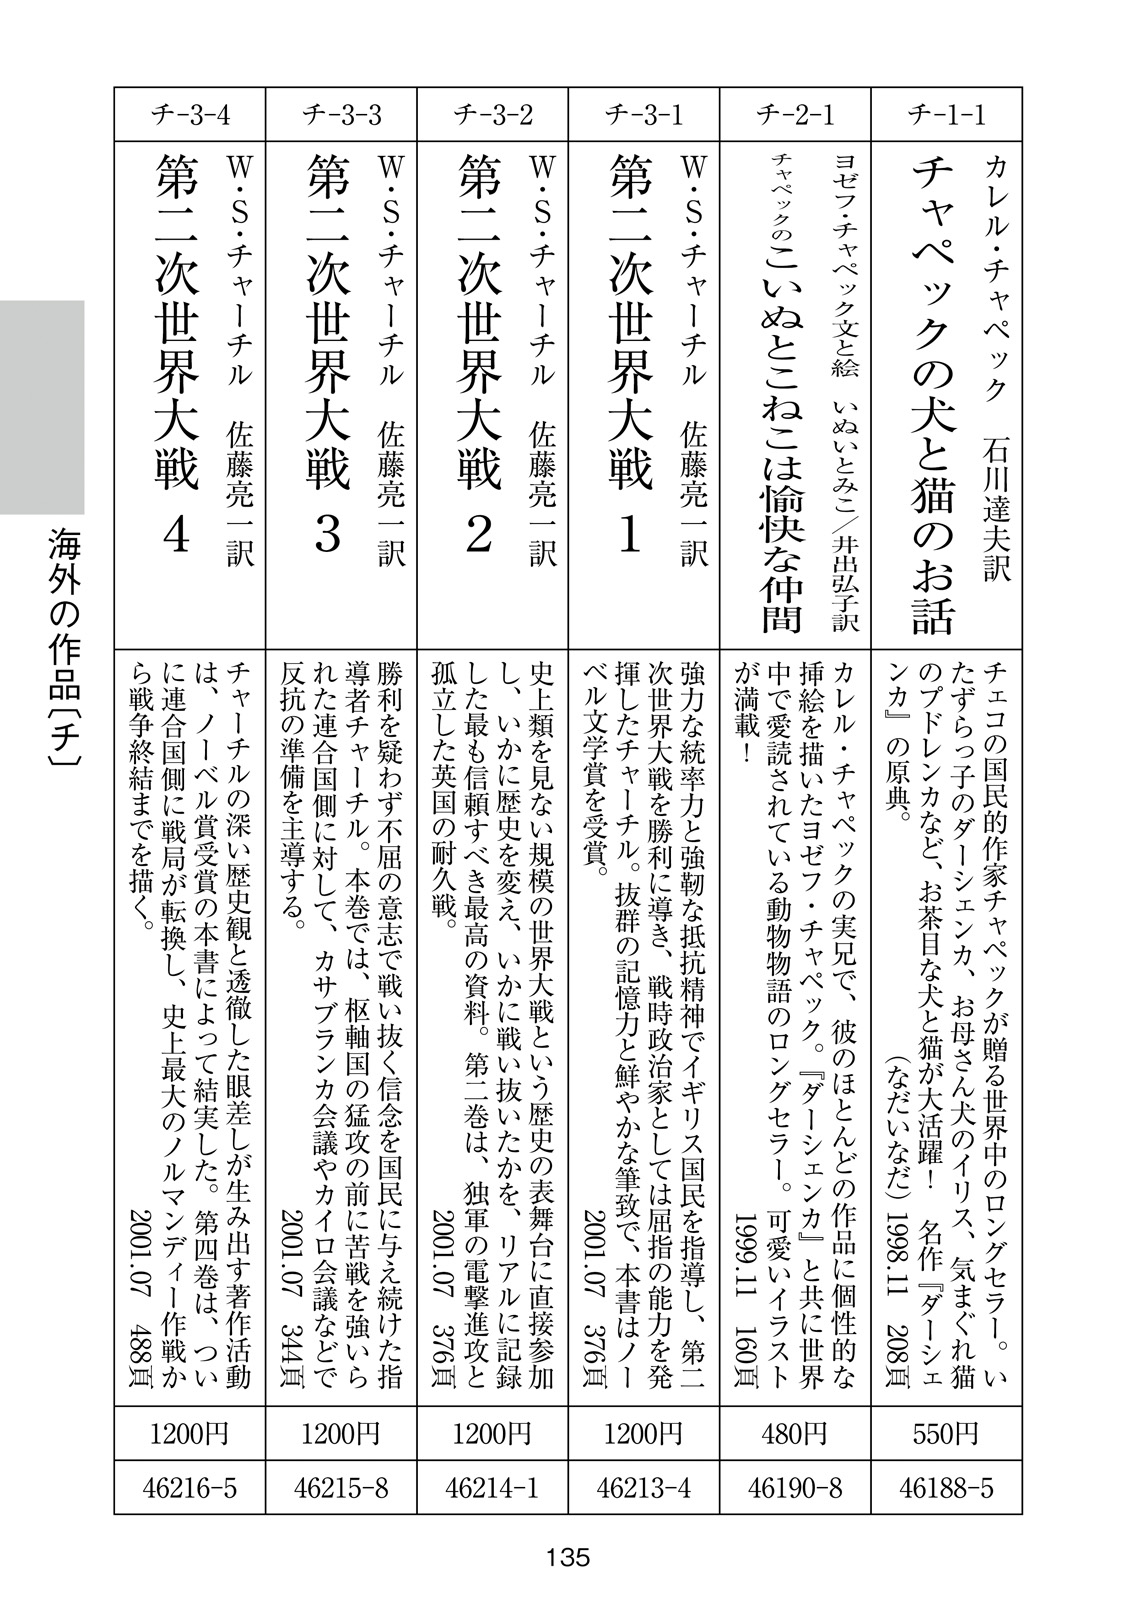 チ-1-1
カレル・チャペック　石川達夫訳
チャペックの犬と猫のお話
チェコの国民的作家チャペックが贈る世界中のロングセラー。い
たずらっ子のダーシェンカ、お母さん犬のイリス、気まぐれ猫
のプドレンカなど、お茶目な犬と猫が大活躍！　名作『ダーシェ
ンカ』の原典。　（なだいなだ）1998.11　208頁
550円
46188-5
チ-2-1
ヨゼフ・チャペック文と絵　いぬいとみこ／井出弘子訳
チャペックのこいぬとこねこは愉快な仲間
カレル・チャペックの実兄で、彼のほとんどの作品に個性的な
挿絵を描いたヨゼフ・チャペック。『ダーシェンカ』と共に世界
中で愛読されている動物物語のロングセラー。可愛いイラスト
が満載！　1999.11　160頁
480円
46190-8
チ-3-1
W・S・チャーチル　佐藤亮一訳
第二次世界大戦 1
強力な統率力と強靭な抵抗精神でイギリス国民を指導し、第二
次世界大戦を勝利に導き、戦時政治家としては屈指の能力を発
揮したチャーチル。抜群の記憶力と鮮やかな筆致で、本書はノー
ベル文学賞を受賞。　2001.07　376頁
1200円
46213-4
チ-3-2
W・S・チャーチル　佐藤亮一訳
第二次世界大戦 2
史上類を見ない規模の世界大戦という歴史の表舞台に直接参加
し、いかに歴史を変え、いかに戦い抜いたかを、リアルに記録
した最も信頼すべき最高の資料。第二巻は、独軍の電撃進攻と
孤立した英国の耐久戦。　2001.07　376頁
1200円
46214-1
チ-3-3
W・S・チャーチル　佐藤亮一訳
第二次世界大戦 3
勝利を疑わず不屈の意志で戦い抜く信念を国民に与え続けた指
導者チャーチル。本巻では、枢軸国の猛攻の前に苦戦を強いら
れた連合国側に対して、カサブランカ会議やカイロ会議などで
反抗の準備を主導する。　2001.07　344頁
1200円
46215-8
チ-3-4
W・S・チャーチル　佐藤亮一訳
第二次世界大戦 4
チャーチルの深い歴史観と透徹した眼差しが生み出す著作活動
は、ノーベル賞受賞の本書によって結実した。第四巻は、つい
に連合国側に戦局が転換し、史上最大のノルマンディー作戦か
ら戦争終結までを描く。　2001.07　488頁
1200円
46216-5
海外の作品〔チ〕
135